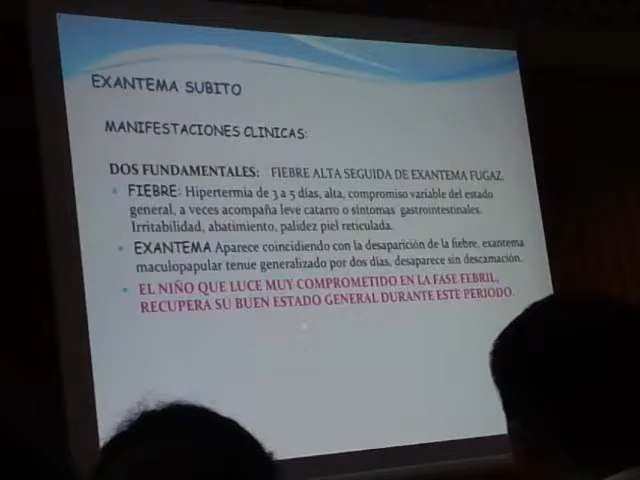 EXANTEMA SUBITO
MANIFESTACIONES CLINICAS:
DOS FUNDAMENTALES: FIEBRE ALTA SEGUIDA DE EXANTEMA FUGAZ.
• FIEBRE: Hipertermia de 3 a 5 días, alta, compromiso variable del estado
general, a veces acompaña leve catarro o síntomas gastrointestinales.
Irritabilidad, abatimiento, palidez piel reticulada.
• EXANTEMA Aparece coincidiendo con la desaparición de la fiebre, exantema
maculopapular tenue generalizado por dos días, desaparece sin descamación.
• EL NIÑO QUE LUCE MUY COMPROMETIDO EN LA FASE FEBRIL,
RECUPERA SU BUEN ESTADO GENERAL DURANTE ESTE PERIODO.